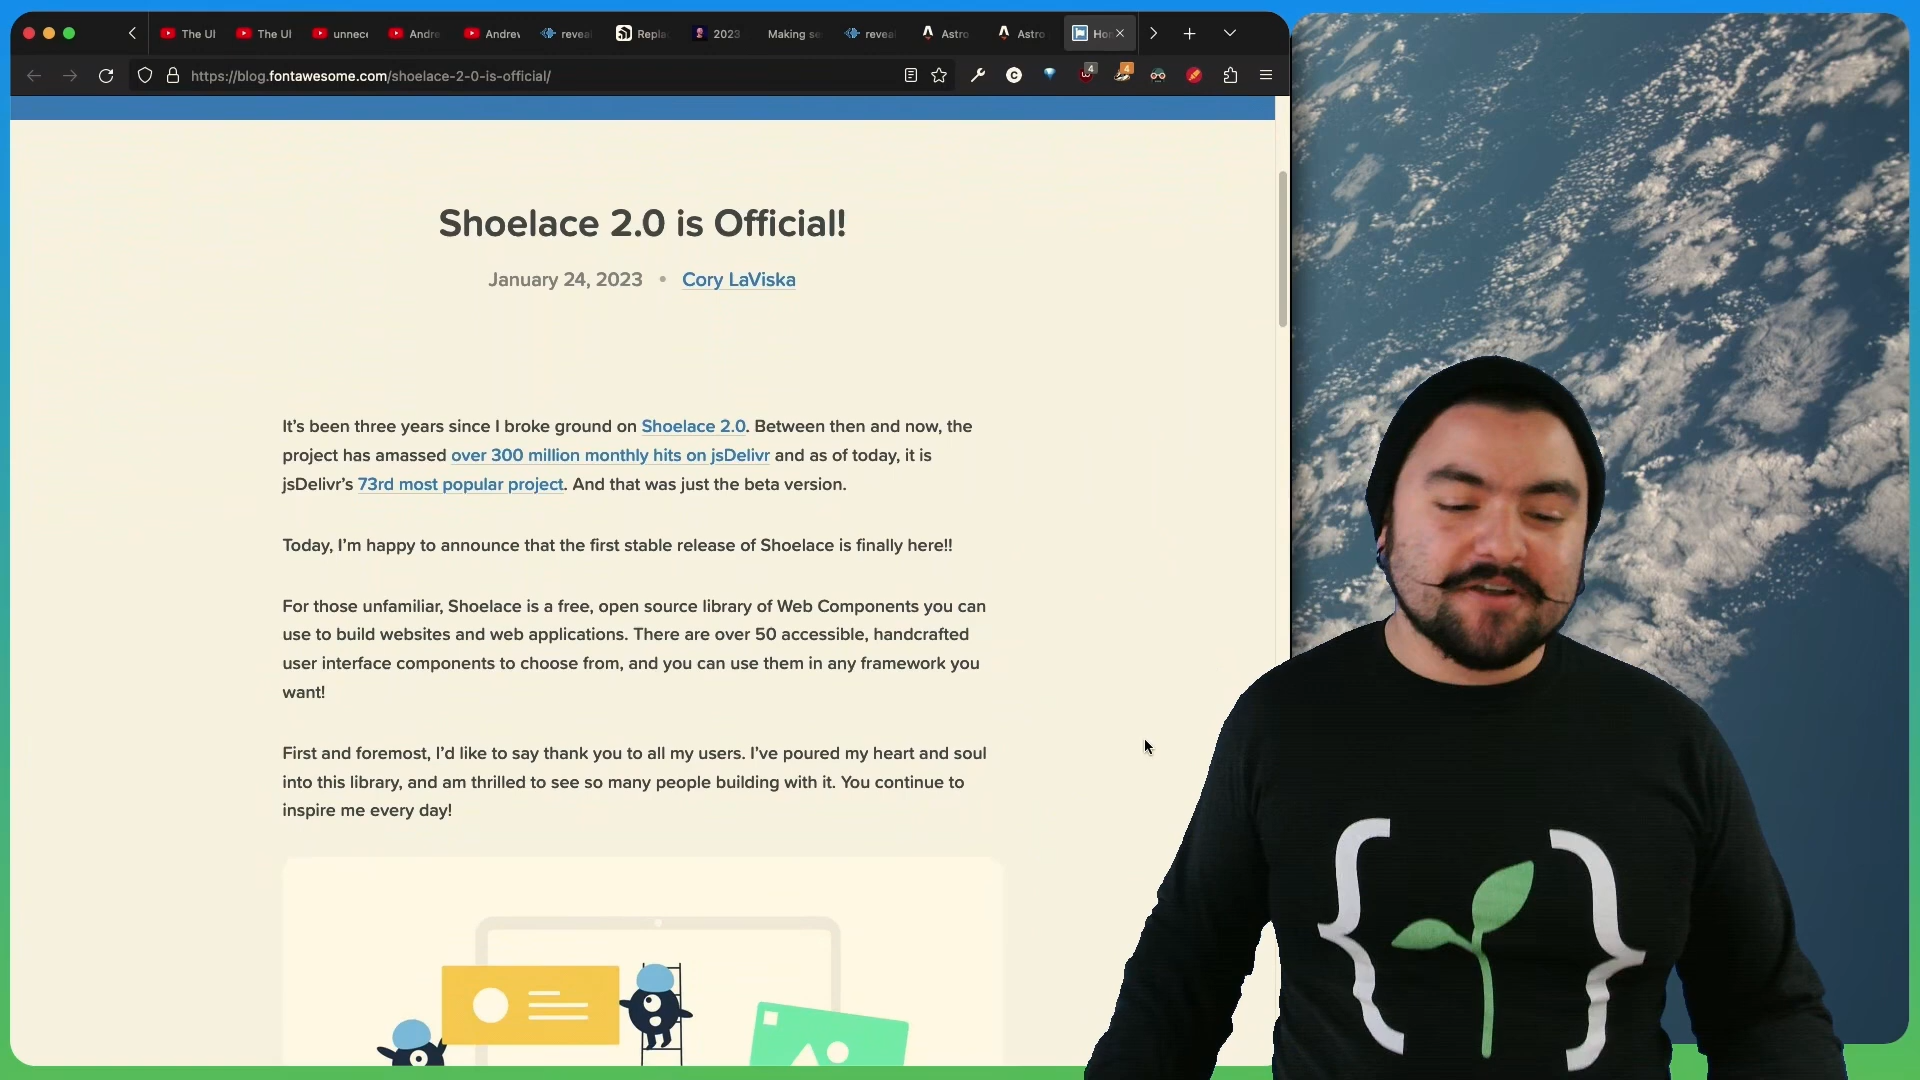 The UI
The UI
unnece
Andre
Andrew
reveal
Repla
2023
Making se
reveal
Astro
Astro
Ho
https://blog.fontawesome.com/shoelace-2-0-is-official/
4
4
Shoelace 2.0 is Official!
January 24, 2023 • Cory LaViska
It's been three years since I broke ground on Shoelace 2.0. Between then and now, the
project has amassed over 300 million monthly hits on jsDelivr and as of today, it is
jsDelivr's 73rd most popular project. And that was just the beta version.
Today, I'm happy to announce that the first stable release of Shoelace is finally here!!
For those unfamiliar, Shoelace is a free, open source library of Web Components you can
use to build websites and web applications. There are over 50 accessible, handcrafted
user interface components to choose from, and you can use them in any framework you
want!
First and foremost, I'd like to say thank you to all my users. I've poured my heart and soul
into this library, and am thrilled to see so many people building with it. You continue to
inspire me every day!
{ }